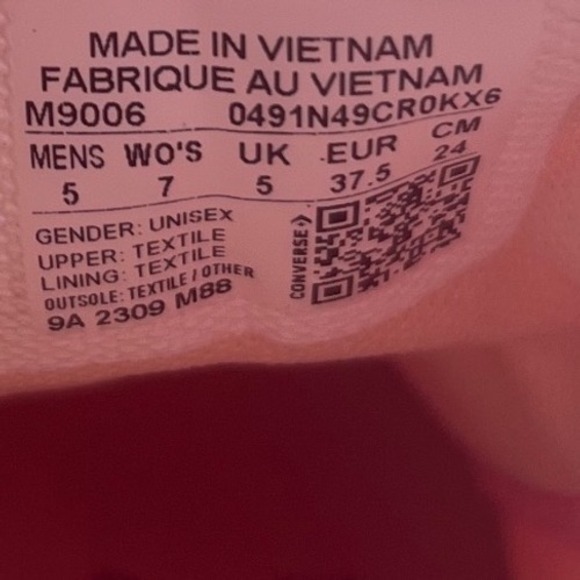 MADE IN VIETNAM
FABRIQUE AU VIETNAM
M9006 0491N49CR0KX6
MENS WO'S UK EUR CM
5 7 5 37.5 24
GENDER: UNISEX
UPPER: TEXTILE
LINING: TEXTILE
OUTSOLE: TEXTILE / OTHER
9A 2309 M88
CONVERSE